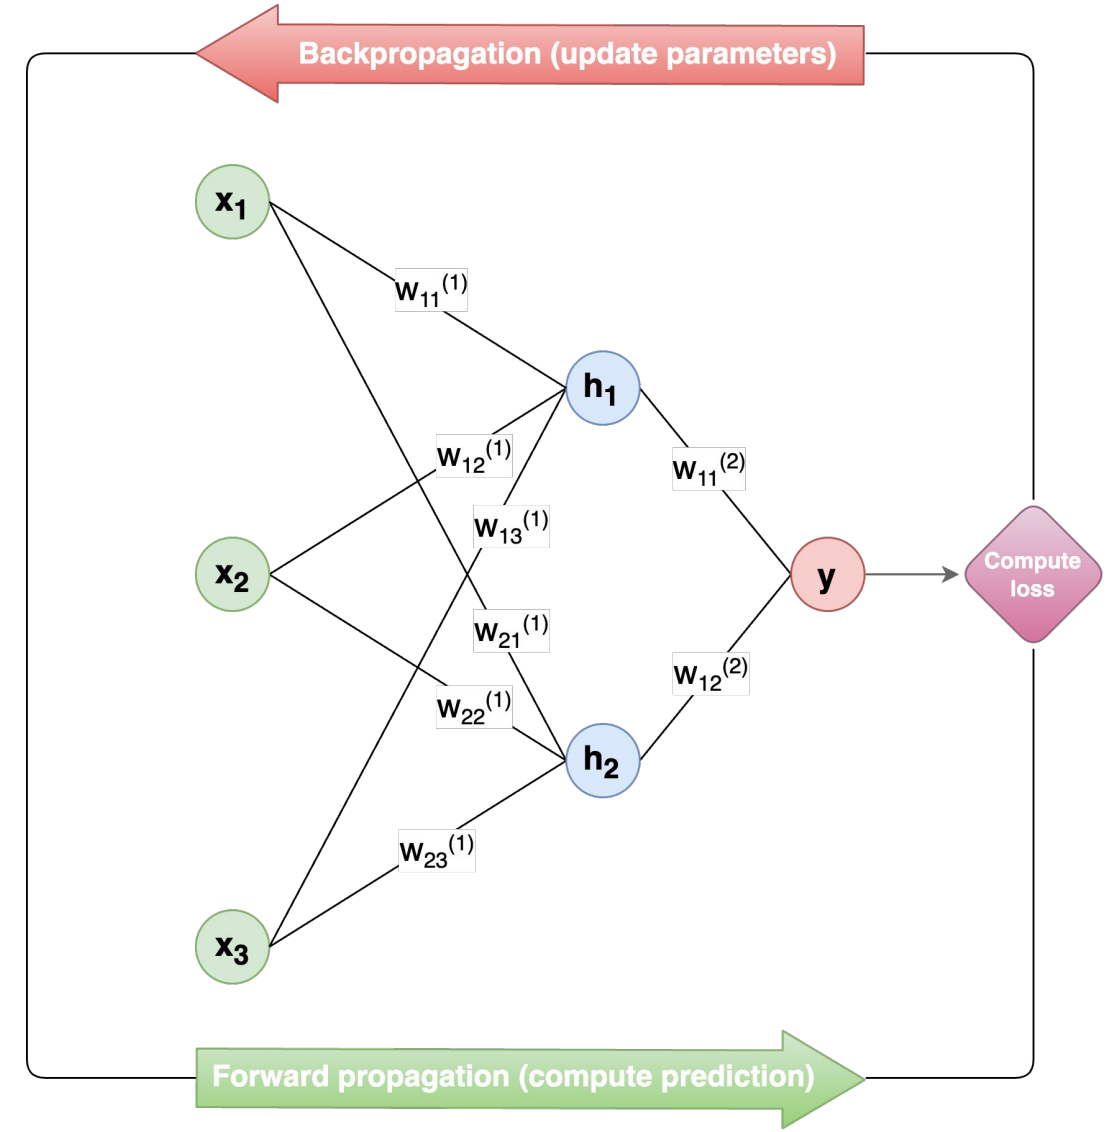 Backpropagation (update parameters)
x₁
w₁₁⁽¹⁾
h₁
w₁₂⁽¹⁾
w₁₁⁽²⁾
w₁₃⁽¹⁾
x₂
y
Compute
loss
w₂₁⁽¹⁾
w₁₂⁽²⁾
w₂₂⁽¹⁾
h₂
w₂₃⁽¹⁾
x₃
Forward propagation (compute prediction)